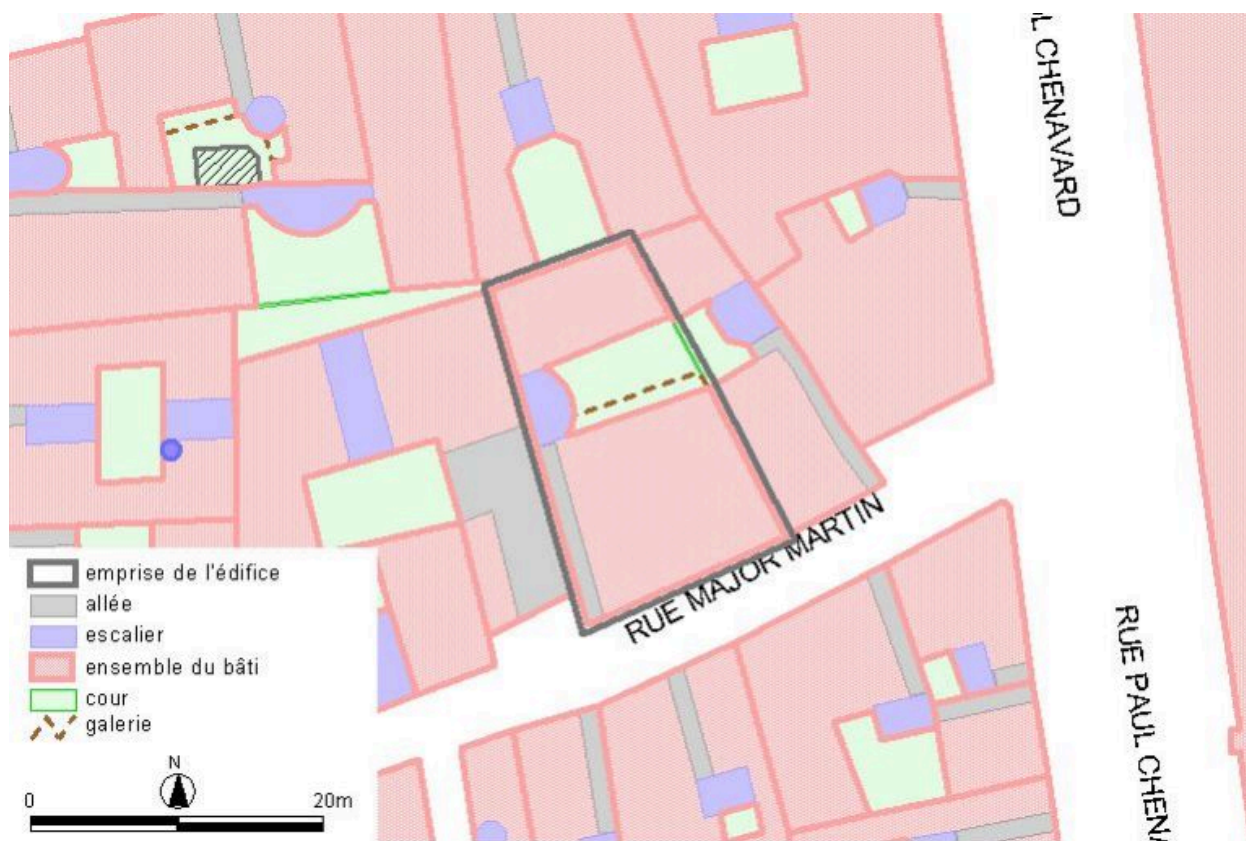 L CHENAVARD
RUE MAJOR MARTIN
RUE PAUL CHENA
emprise de l'édifice
allée
escalier
ensemble du bâti
cour
galerie
N
0 20m